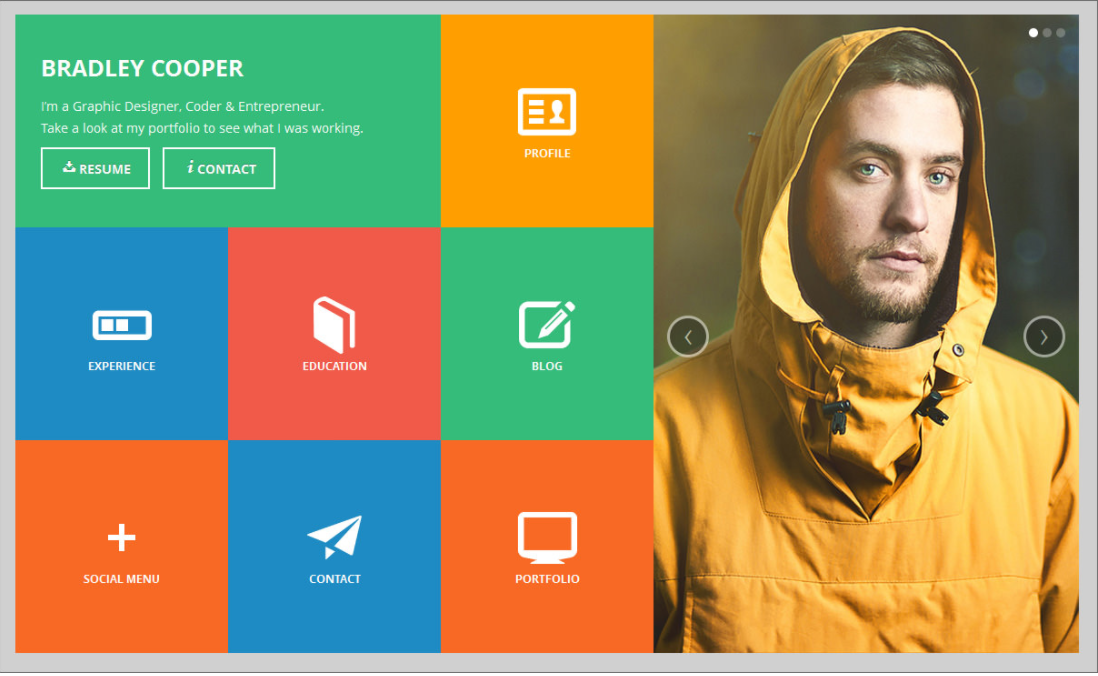 BRADLEY COOPER
I'm a Graphic Designer, Coder & Entrepreneur.
Take a look at my portfolio to see what I was working.
RESUME
i CONTACT
PROFILE
EXPERIENCE
EDUCATION
BLOG
SOCIAL MENU
CONTACT
PORTFOLIO